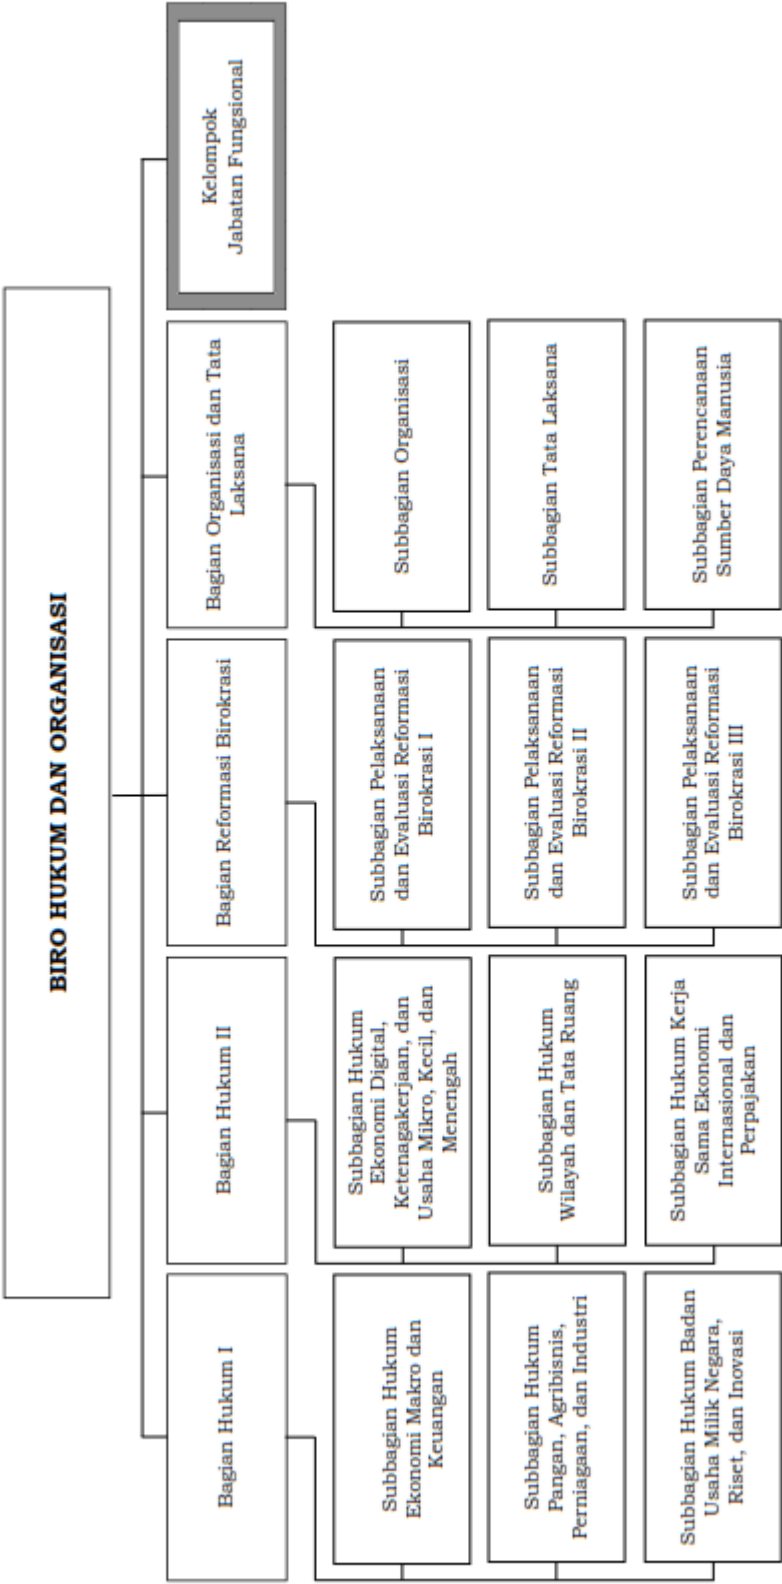 BIRO HUKUM DAN ORGANISASI
Bagian Hukum I
Bagian Hukum II
Bagian Reformasi Birokrasi
Bagian Organisasi dan Tata
Laksana
Kelompok
Jabatan Fungsional
Subbagian Hukum
Ekonomi Makro dan
Keuangan
Subbagian Hukum
Ekonomi Digital,
Ketenagakerjaan, dan
Usaha Mikro, Kecil, dan
Menengah
Subbagian Pelaksanaan
dan Evaluasi Reformasi
Birokrasi I
Subbagian Organisasi
Subbagian Hukum
Pangan, Agribisnis,
Perniagaan, dan Industri
Subbagian Hukum
Wilayah dan Tata Ruang
Subbagian Pelaksanaan
dan Evaluasi Reformasi
Birokrasi II
Subbagian Tata Laksana
Subbagian Hukum Badan
Usaha Milik Negara,
Riset, dan Inovasi
Subbagian Hukum Kerja
Sama Ekonomi
Internasional dan
Perpajakan
Subbagian Pelaksanaan
dan Evaluasi Reformasi
Birokrasi III
Subbagian Perencanaan
Sumber Daya Manusia